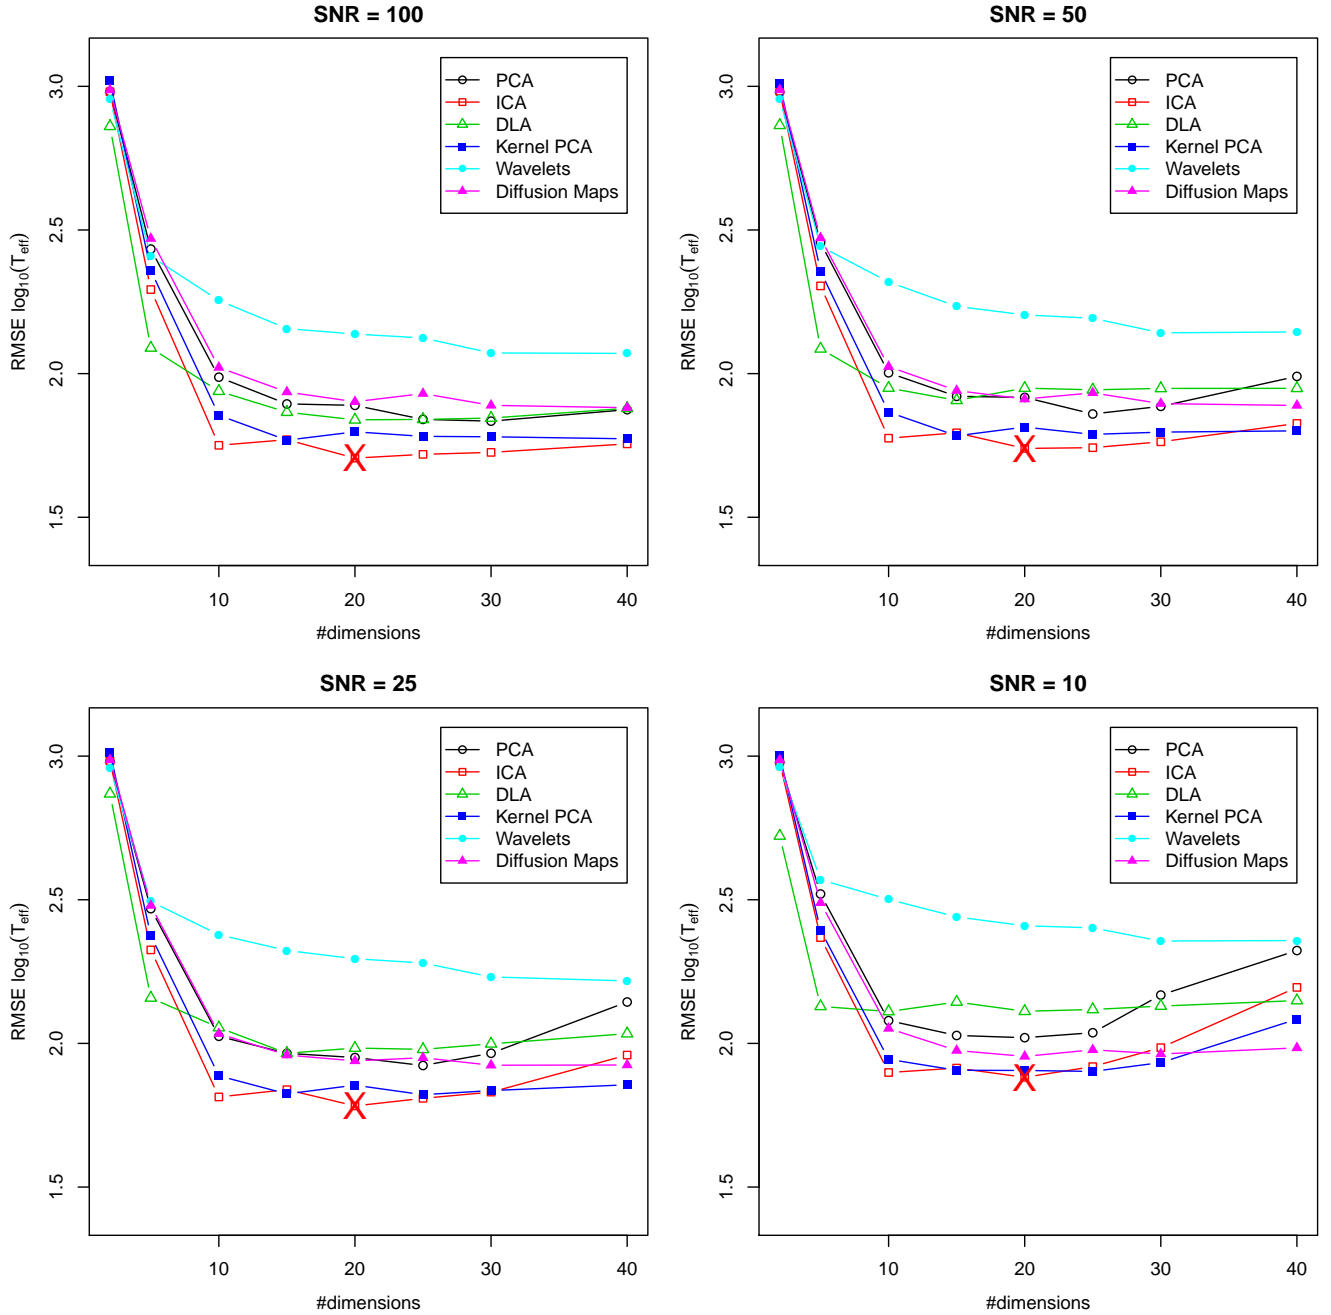 SNR = 100
3.0
2.5
2.0
1.5
RMSE log₁₀(Tₑff)
PCA
ICA
DLA
Kernel PCA
Wavelets
Diffusion Maps
10 20 30 40
#dimensions
SNR = 50
3.0
2.5
2.0
1.5
RMSE log₁₀(Tₑff)
PCA
ICA
DLA
Kernel PCA
Wavelets
Diffusion Maps
10 20 30 40
#dimensions
SNR = 25
3.0
2.5
2.0
1.5
RMSE log₁₀(Tₑff)
PCA
ICA
DLA
Kernel PCA
Wavelets
Diffusion Maps
10 20 30 40
#dimensions
SNR = 10
3.0
2.5
2.0
1.5
RMSE log₁₀(Tₑff)
PCA
ICA
DLA
Kernel PCA
Wavelets
Diffusion Maps
10 20 30 40
#dimensions